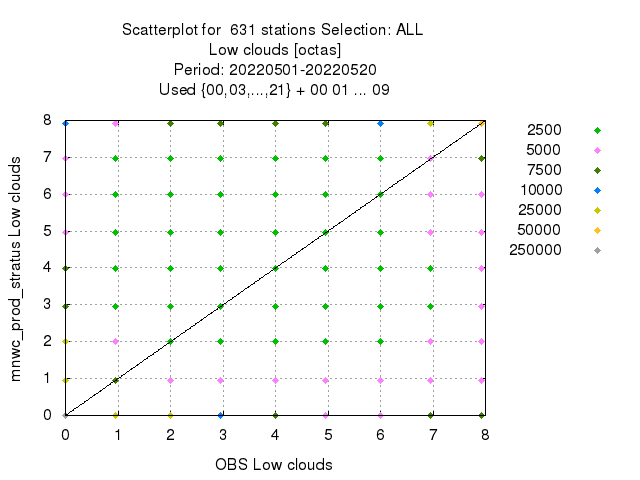 Scatterplot for  631 stations Selection: ALL
Low clouds [octas]
Period: 20220501-20220520
Used {00,03,...,21} + 00 01 ... 09
mnwc_prod_stratus Low clouds
8
7
6
5
4
3
2
1
0
0 1 2 3 4 5 6 7 8
OBS Low clouds
2500
5000
7500
10000
25000
50000
250000